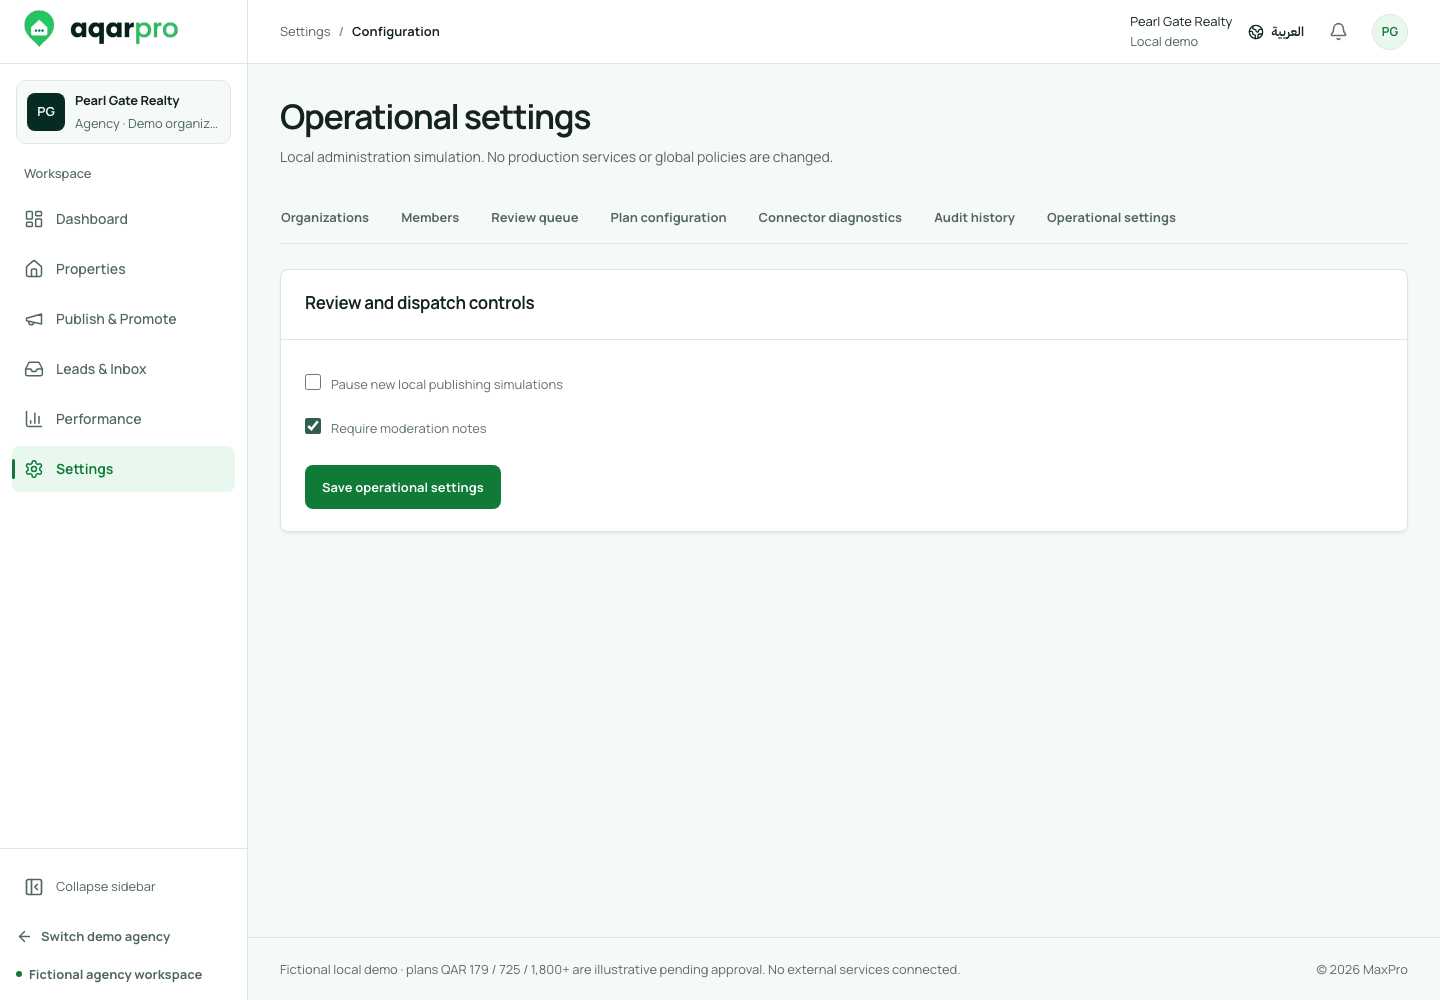 aqarpro
Settings / Configuration
Pearl Gate Realty
Local demo
العربية
PG
PG
Pearl Gate Realty
Agency · Demo organiz...
Workspace
Dashboard
Properties
Publish & Promote
Leads & Inbox
Performance
Settings
Collapse sidebar
Switch demo agency
Fictional agency workspace
Operational settings
Local administration simulation. No production services or global policies are changed.
Organizations Members Review queue Plan configuration Connector diagnostics Audit history Operational settings
Review and dispatch controls
Pause new local publishing simulations
Require moderation notes
Save operational settings
Fictional local demo · plans QAR 179 / 725 / 1,800+ are illustrative pending approval. No external services connected.
© 2026 MaxPro